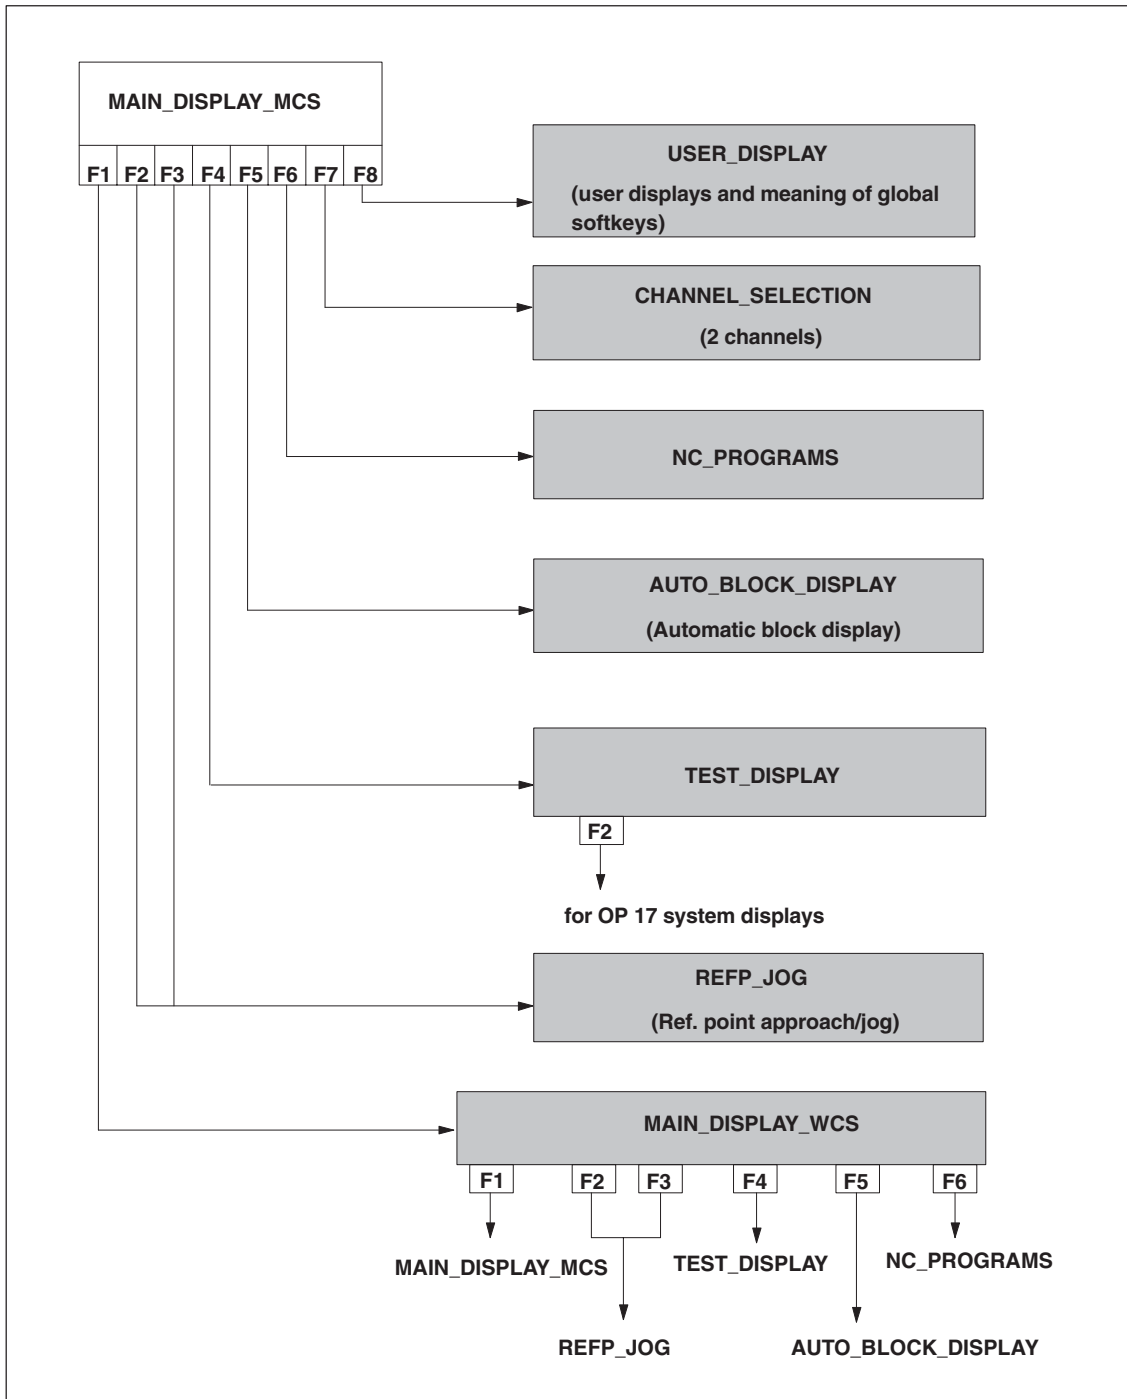 MAIN_DISPLAY_MCS
F1 F2 F3 F4 F5 F6 F7 F8
USER_DISPLAY
(user displays and meaning of global
softkeys)
CHANNEL_SELECTION
(2 channels)
NC_PROGRAMS
AUTO_BLOCK_DISPLAY
(Automatic block display)
TEST_DISPLAY
F2
for OP 17 system displays
REFP_JOG
(Ref. point approach/jog)
MAIN_DISPLAY_WCS
F1 F2 F3 F4 F5 F6
MAIN_DISPLAY_MCS
TEST_DISPLAY
NC_PROGRAMS
REFP_JOG
AUTO_BLOCK_DISPLAY